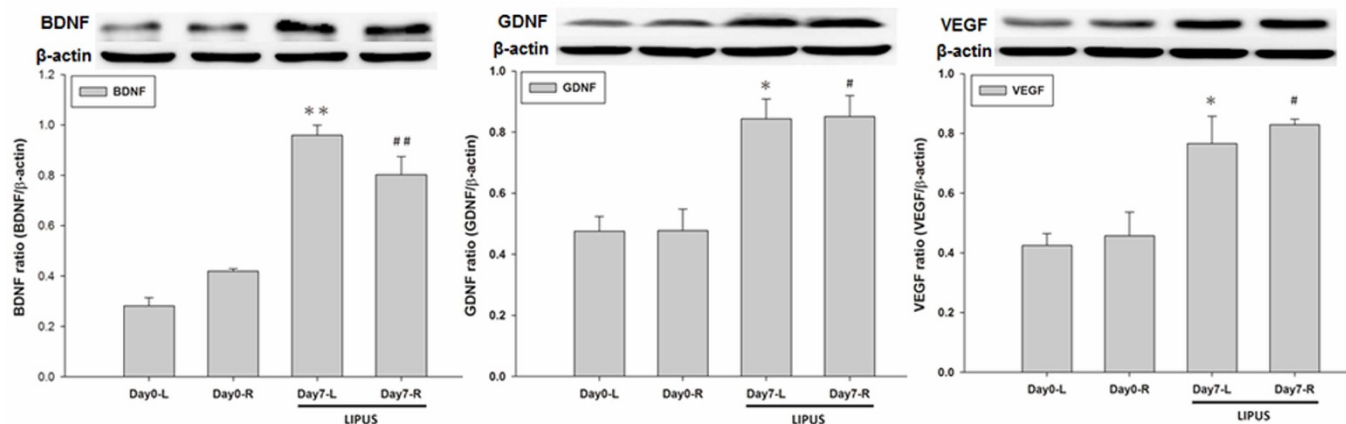 BDNF
β-actin
BDNF
BDNF ratio (BDNF/β-actin)
1.2
1.0
0.8
0.6
0.4
0.2
0.0
**
##
Day0-L Day0-R Day7-L Day7-R
LIPUS
GDNF
β-actin
GDNF
GDNF ratio (GDNF/β-actin)
1.0
0.8
0.6
0.4
0.2
0.0
*
#
Day0-L Day0-R Day7-L Day7-R
LIPUS
VEGF
β-actin
VEGF
VEGF ratio (VEGF/β-actin)
1.0
0.8
0.6
0.4
0.2
0.0
*
#
Day0-L Day0-R Day7-L Day7-R
LIPUS